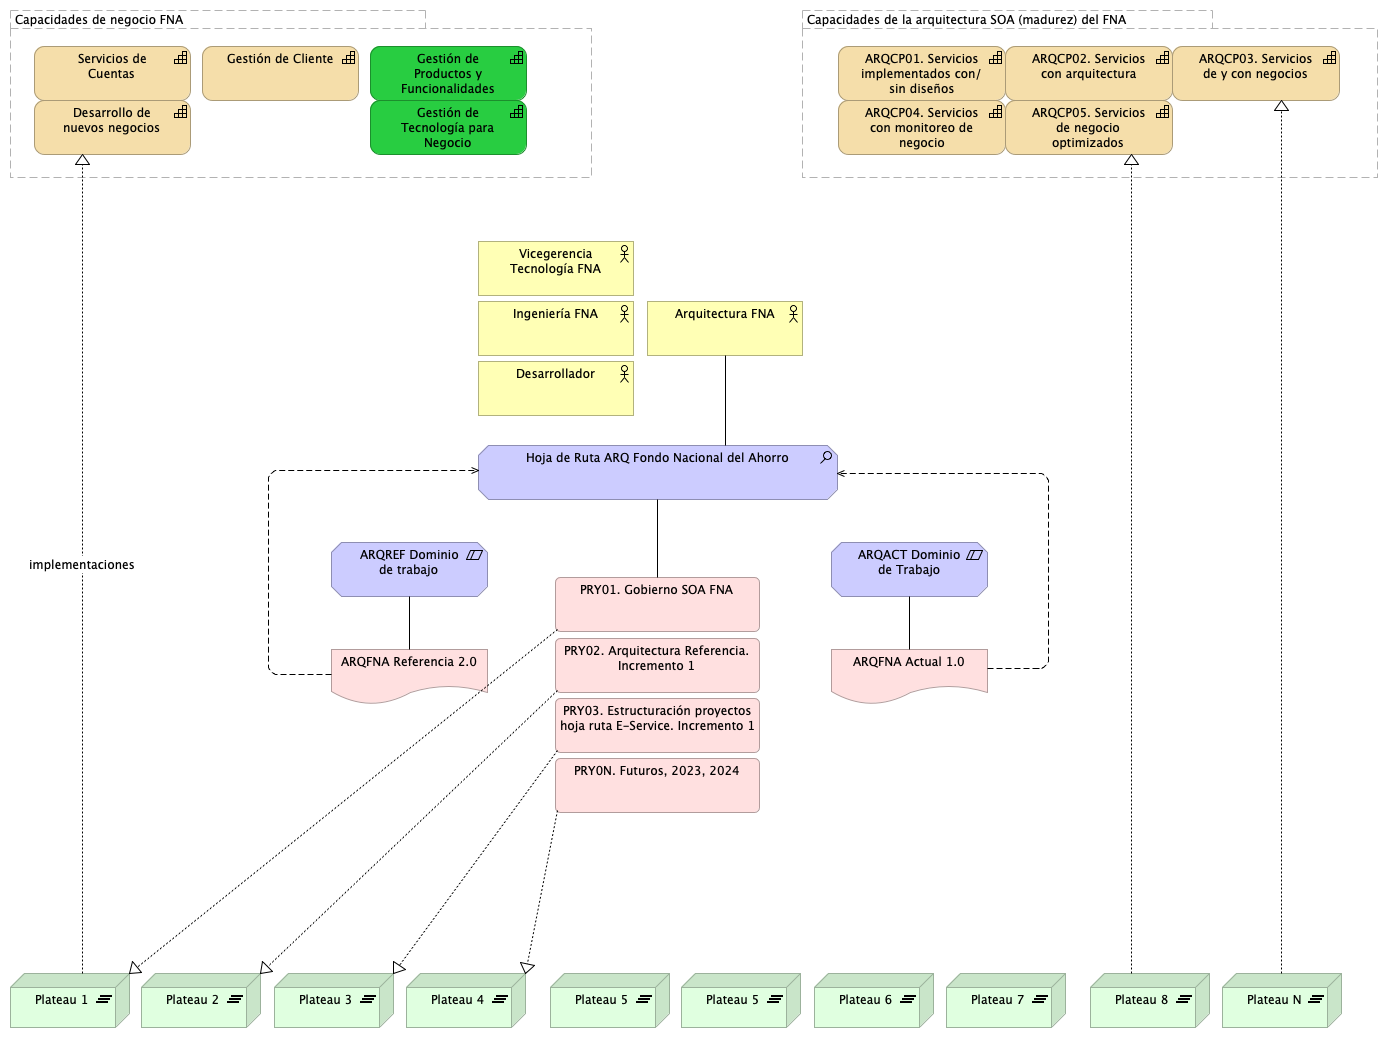 Capacidades de negocio FNA
Servicios de
Cuentas
Gestión de Cliente
Gestión de
Productos y
Funcionalidades
Desarrollo de
nuevos negocios
Gestión de
Tecnología para
Negocio
Capacidades de la arquitectura SOA (madurez) del FNA
ARQCP01. Servicios
implementados con/
sin diseños
ARQCP02. Servicios
con arquitectura
ARQCP03. Servicios
de y con negocios
ARQCP04. Servicios
con monitoreo de
negocio
ARQCP05. Servicios
de negocio
optimizados
Vicegerencia
Tecnología FNA
Ingeniería FNA
Arquitectura FNA
Desarrollador
Hoja de Ruta ARQ Fondo Nacional del Ahorro
implementaciones
ARQREF Dominio
de trabajo
ARQACT Dominio
de Trabajo
PRY01. Gobierno SOA FNA
ARQFNA Referencia 2.0
PRY02. Arquitectura Referencia.
Incremento 1
ARQFNA Actual 1.0
PRY03. Estructuración proyectos
hoja ruta E-Service. Incremento 1
PRY0N. Futuros, 2023, 2024
Plateau 1
Plateau 2
Plateau 3
Plateau 4
Plateau 5
Plateau 5
Plateau 6
Plateau 7
Plateau 8
Plateau N